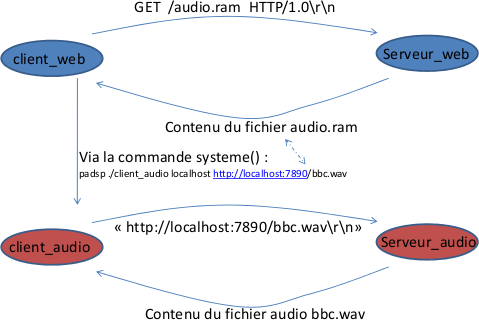 GET /audio.ram HTTP/1.0\r\n
client_web
Serveur_web
Contenu du fichier audio.ram
Via la commande systeme() :
padsp ./client_audio localhost http://localhost:7890/bbc.wav
« http://localhost:7890/bbc.wav\r\n»
client_audio
Serveur_audio
Contenu du fichier audio bbc.wav